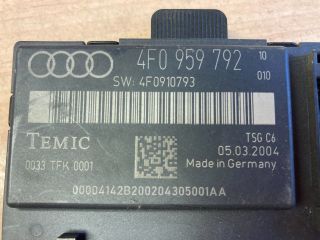 4F0 959 792 10
SW: 4F0910793 010
TEMIC
TSG C6
05.03.2004
0033 TFK 0001
Made in Germany
00004142B200204305001AA